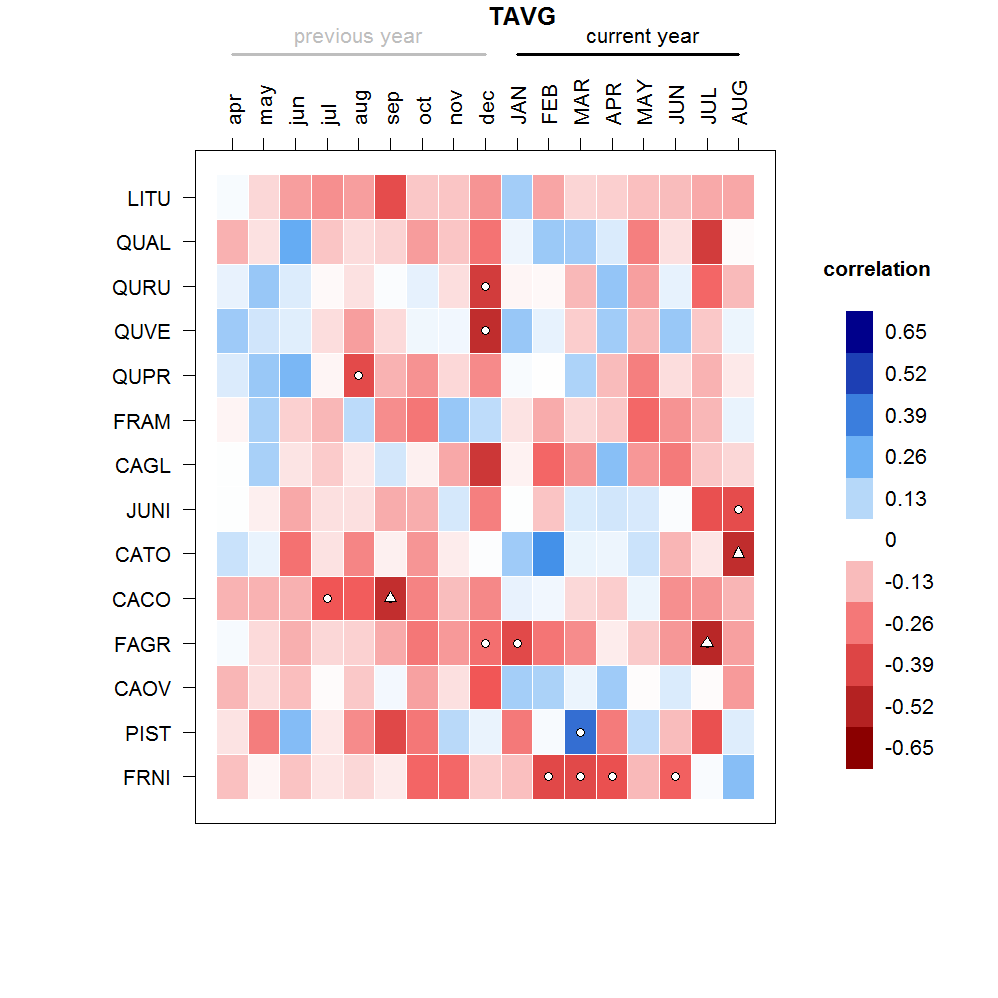 TAVG
previous year
current year
apr may jun jul aug sep oct nov dec JAN FEB MAR APR MAY JUN JUL AUG
LITU
QUAL
QURU
QUVE
QUPR
FRAM
CAGL
JUNI
CATO
CACO
FAGR
CAOV
PIST
FRNI
correlation
0.65
0.52
0.39
0.26
0.13
0
-0.13
-0.26
-0.39
-0.52
-0.65